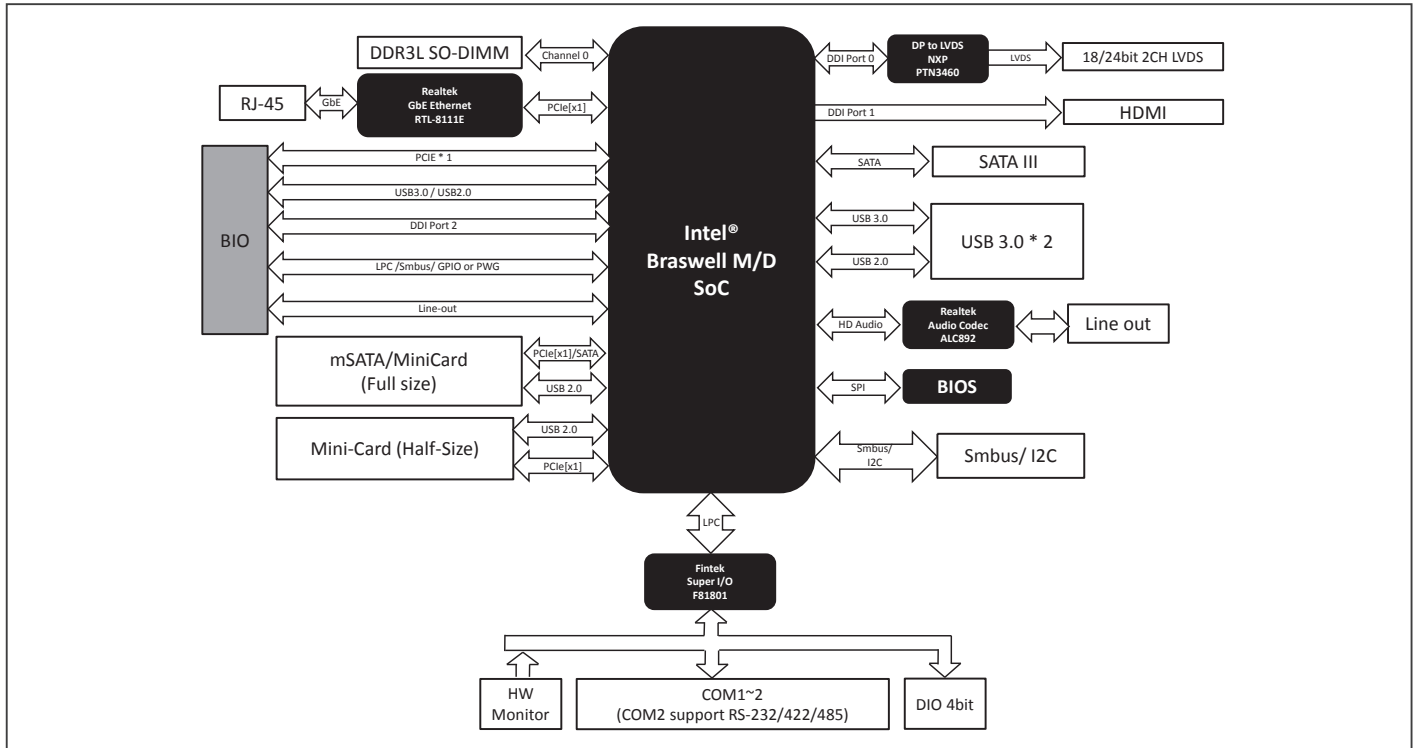 DDR3L SO-DIMM
Channel 0
RJ-45
GbE
Realtek
GbE Ethernet
RTL-8111E
PCIe[x1]
BIO
PCIE * 1
USB3.0 / USB2.0
DDI Port 2
LPC /Smbus/ GPIO or PWG
Line-out
mSATA/MiniCard
(Full size)
PCIe[x1]/SATA
USB 2.0
Mini-Card (Half-Size)
USB 2.0
PCIe[x1]
Intel®
Braswell M/D
SoC
DDI Port 0
DP to LVDS
NXP
PTN3460
LVDS
18/24bit 2CH LVDS
DDI Port 1
HDMI
SATA
SATA III
USB 3.0
USB 2.0
USB 3.0 * 2
HD Audio
Realtek
Audio Codec
ALC892
Line out
SPI
BIOS
Smbus/
I2C
Smbus/ I2C
LPC
Fintek
Super I/O
F81801
HW
Monitor
COM1~2
(COM2 support RS-232/422/485)
DIO 4bit